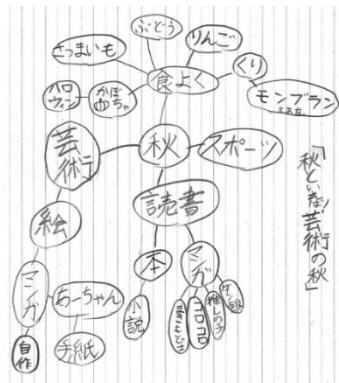 ぶどう
りんご
さつまいも
くり
食よく
モンブラン
ハロウィン
かぼちゃ
芸術
秋
スポーツ
「秋といえば!芸術の秋」
読書
絵
本
マンガ
マンガ
あーちゃん
小説
コロコロ
推しの子
手紙
自作